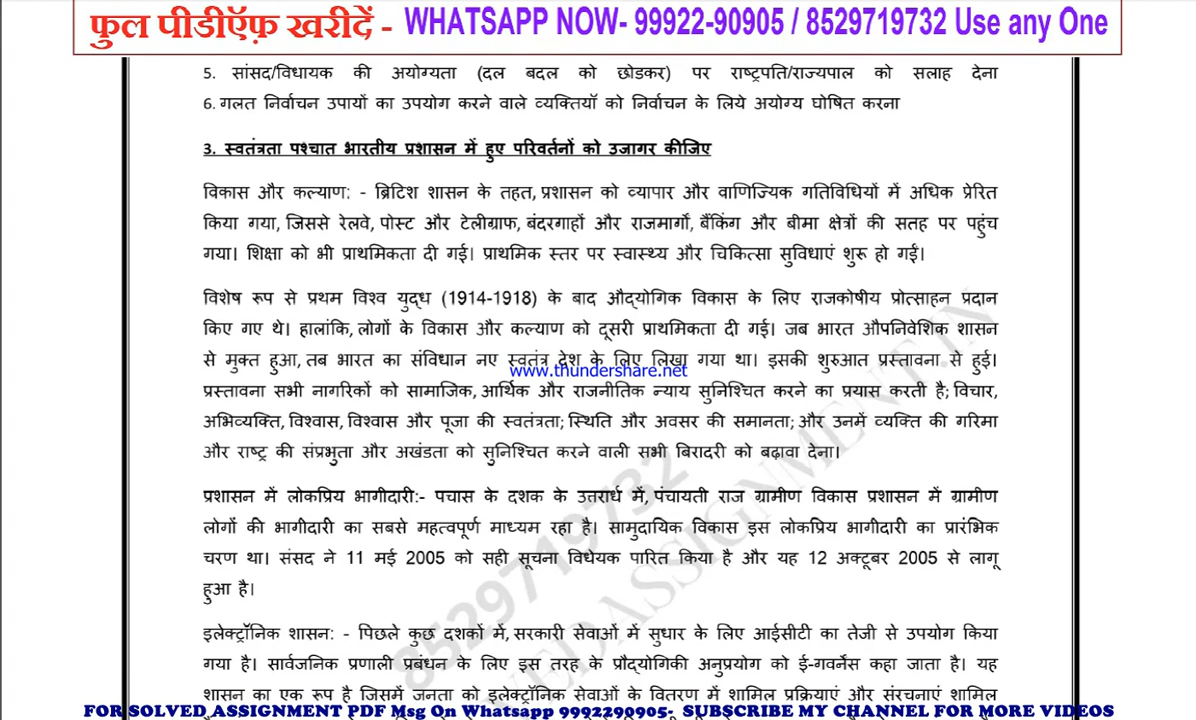 फुल पीडीऍफ़ खरीदें - WHATSAPP NOW- 99922-90905 / 8529719732 Use any One
5. सांसद/विधायक की अयोग्यता (दल बदल को छोडकर) पर राष्ट्रपति/राज्यपाल को सलाह देना
6. गलत निर्वाचन उपायों का उपयोग करने वाले व्यक्तियों को निर्वाचन के लिये अयोग्य घोषित करना
3. स्वतंत्रता पश्चात भारतीय प्रशासन में हुए परिवर्तनों को उजागर कीजिए
विकास और कल्याण: - ब्रिटिश शासन के तहत, प्रशासन को व्यापार और वाणिज्यिक गतिविधियों में अधिक प्रेरित
किया गया, जिससे रेलवे, पोस्ट और टेलीग्राफ, बंदरगाहों और राजमार्गों, बैंकिंग और बीमा क्षेत्रों की सतह पर पहुंच
गया। शिक्षा को भी प्राथमिकता दी गई। प्राथमिक स्तर पर स्वास्थ्य और चिकित्सा सुविधाएं शुरू हो गईं।
विशेष रूप से प्रथम विश्व युद्ध (1914-1918) के बाद औद्योगिक विकास के लिए राजकोषीय प्रोत्साहन प्रदान
किए गए थे। हालांकि, लोगों के विकास और कल्याण को दूसरी प्राथमिकता दी गई। जब भारत औपनिवेशिक शासन
से मुक्त हुआ, तब भारत का संविधान नए स्वतंत्र देश के लिए लिखा गया था। इसकी शुरुआत प्रस्तावना से हुई।
www.thundershare.net
प्रस्तावना सभी नागरिकों को सामाजिक, आर्थिक और राजनीतिक न्याय सुनिश्चित करने का प्रयास करती है; विचार,
अभिव्यक्ति, विश्वास, विश्वास और पूजा की स्वतंत्रता; स्थिति और अवसर की समानता; और उनमें व्यक्ति की गरिमा
और राष्ट्र की संप्रभुता और अखंडता को सुनिश्चित करने वाली सभी बिरादरी को बढ़ावा देना।
प्रशासन में लोकप्रिय भागीदारी:- पचास के दशक के उत्तरार्ध में, पंचायती राज ग्रामीण विकास प्रशासन में ग्रामीण
लोगों की भागीदारी का सबसे महत्वपूर्ण माध्यम रहा है। सामुदायिक विकास इस लोकप्रिय भागीदारी का प्रारंभिक
चरण था। संसद ने 11 मई 2005 को सही सूचना विधेयक पारित किया है और यह 12 अक्टूबर 2005 से लागू
हुआ है।
इलेक्ट्रॉनिक शासन: - पिछले कुछ दशकों में, सरकारी सेवाओं में सुधार के लिए आईसीटी का तेजी से उपयोग किया
गया है। सार्वजनिक प्रणाली प्रबंधन के लिए इस तरह के प्रौद्योगिकी अनुप्रयोग को ई-गवर्नेंस कहा जाता है। यह
शासन का एक रूप है जिसमें जनता को इलेक्ट्रॉनिक सेवाओं के वितरण में शामिल प्रक्रियाएं और संरचनाएं शामिल
8529719732
FOR SOLVED ASSIGNMENT PDF Msg On Whatsapp 9992290905- SUBSCRIBE MY CHANNEL FOR MORE VIDEOS